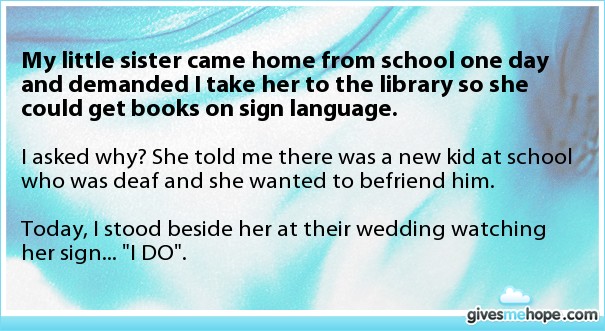 My little sister came home from school one day
and demanded I take her to the library so she
could get books on sign language.
I asked why? She told me there was a new kid at school
who was deaf and she wanted to befriend him.
Today, I stood beside her at their wedding watching
her sign... "I DO".
givesmehope.com